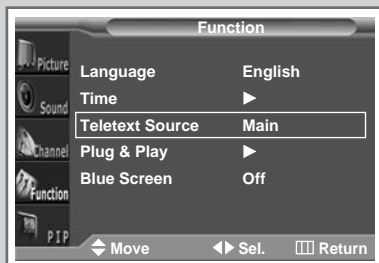 Function
Picture
Sound
Channel
Function
PIP
Language English
Time ▶
Teletext Source Main
Plug & Play ▶
Blue Screen Off
Move Sel. Return